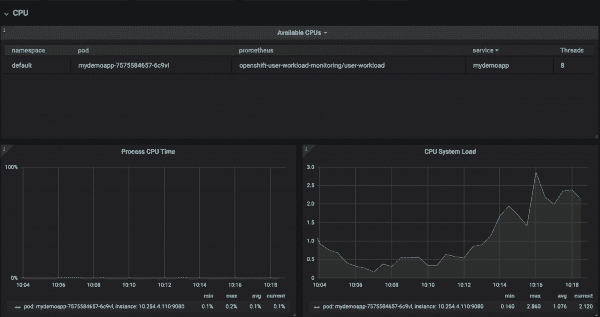 CPU
Available CPUs
namespace pod prometheus service Threads
default mydemoapp-7575584657-6c9vl openshift-user-workload-monitoring/user-workload mydemoapp 8
Process CPU Time
100%
0%
10:04 10:06 10:08 10:10 10:12 10:14 10:16 10:18
min max avg current
pod: mydemoapp-7575584657-6c9vl, instance: 10.254.4.110:9080 0.1% 0.2% 0.1% 0.1%
CPU System Load
3.0
2.5
2.0
1.5
1.0
0.5
0
10:04 10:06 10:08 10:10 10:12 10:14 10:16 10:18
min max avg current
pod: mydemoapp-7575584657-6c9vl, instance: 10.254.4.110:9080 0.160 2.860 1.076 2.120